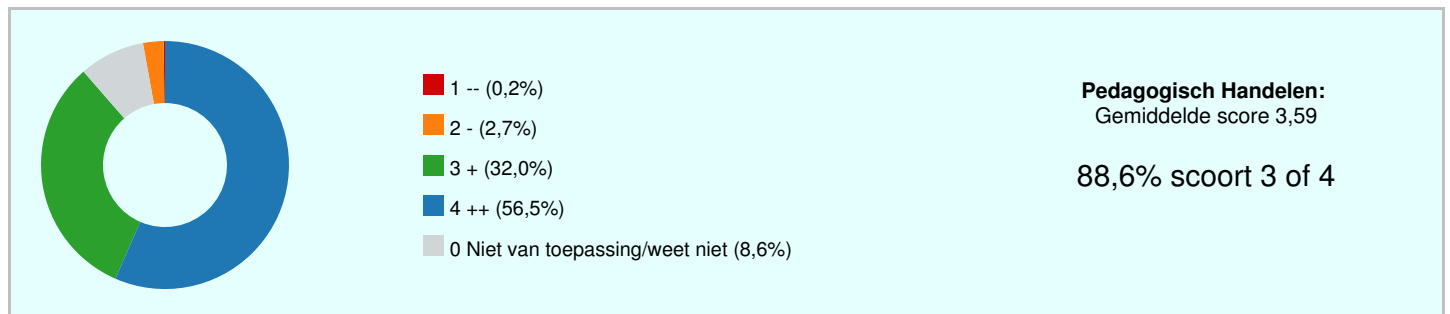 1 -- (0,2%)
2 - (2,7%)
3 + (32,0%)
4 ++ (56,5%)
0 Niet van toepassing/weet niet (8,6%)
Pedagogisch Handelen:
Gemiddelde score 3,59
88,6% scoort 3 of 4